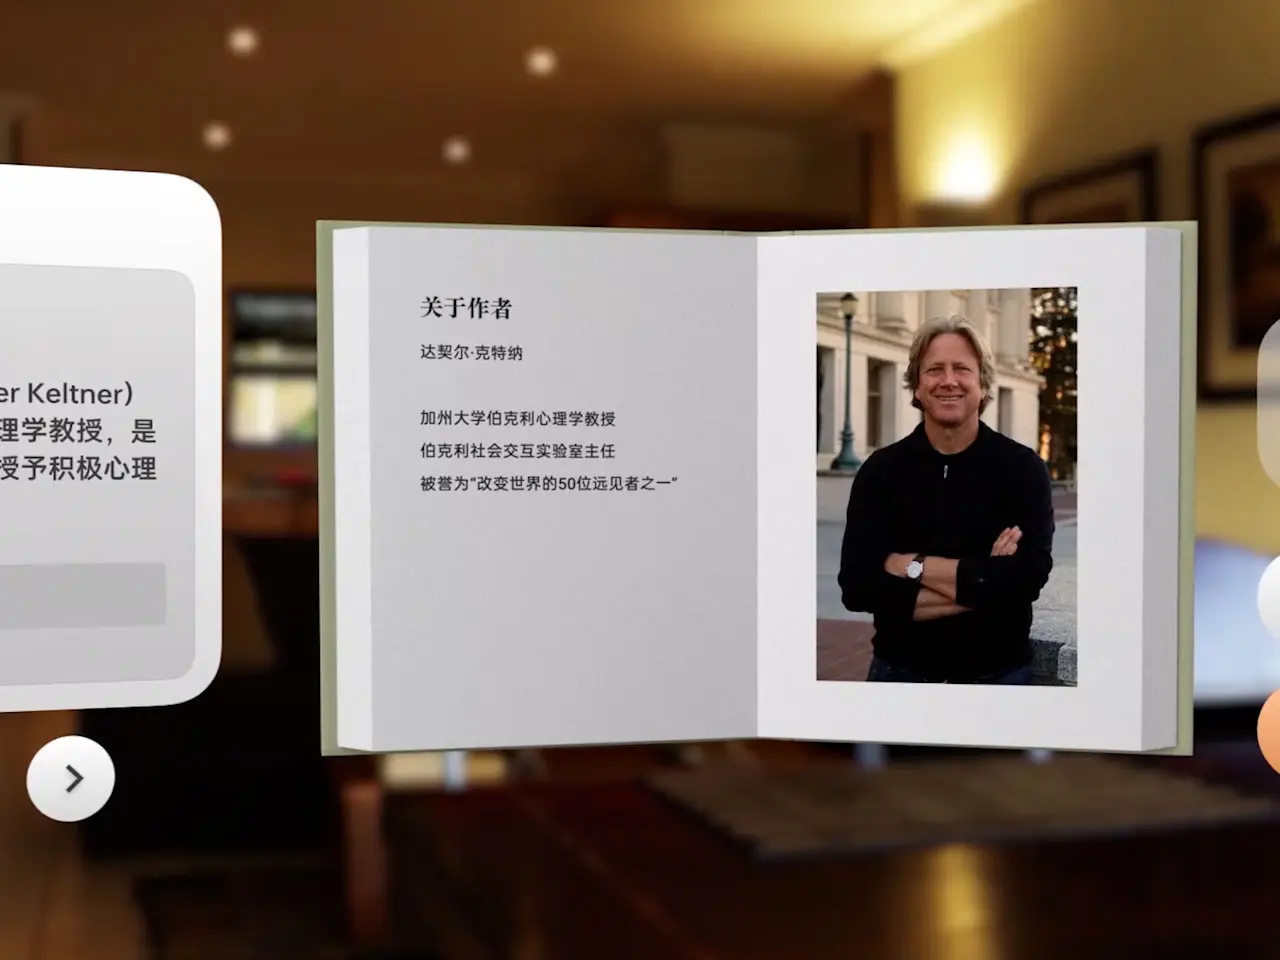 er Keltner)
理学教授，是
授予积极心理
关于作者
达契尔·克特纳
加州大学伯克利心理学教授
伯克利社会交互实验室主任
被誉为“改变世界的50位远见者之一”